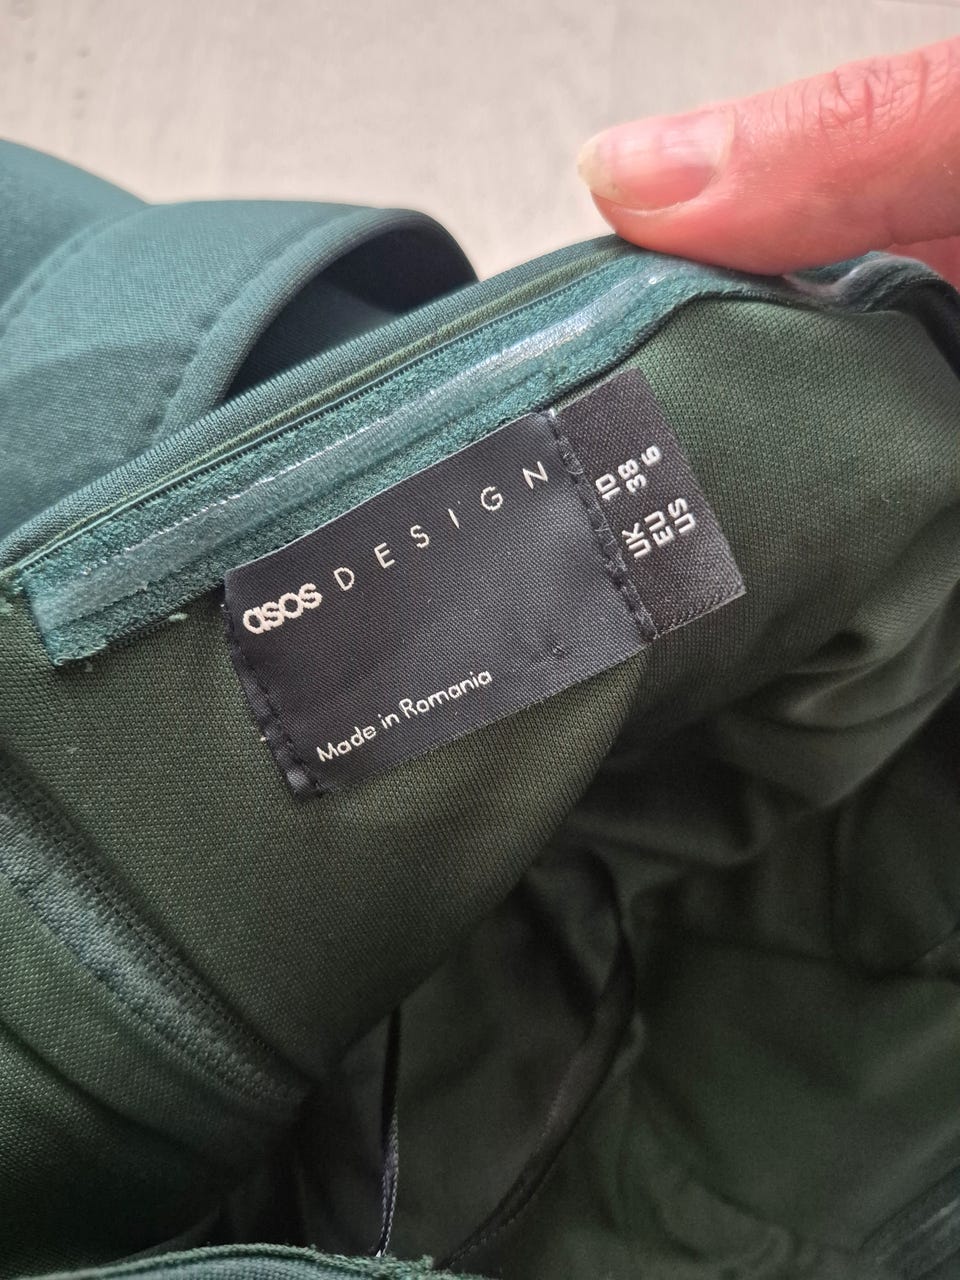 asos DESIGN
Made in Romania
UK 10
EU 38
US 6